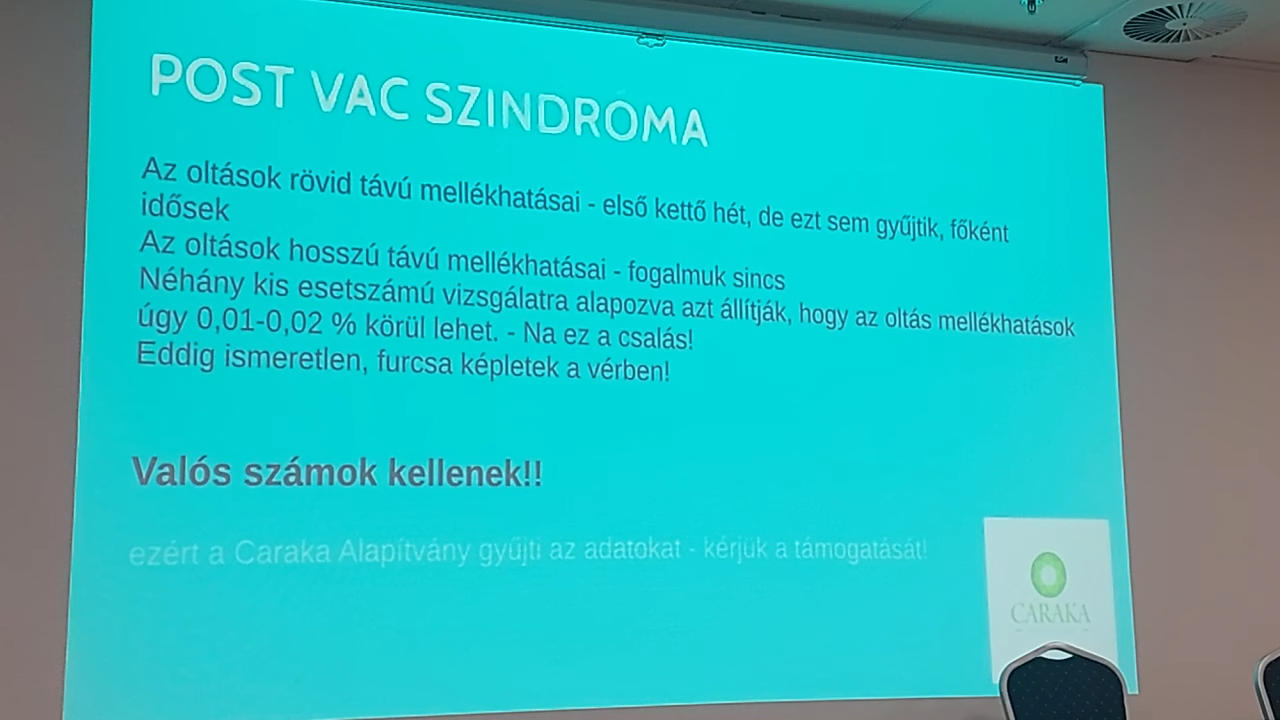 POST VAC SZINDROMA
Az oltások rövid távú mellékhatásai - első kettő hét, de ezt sem gyűjtik, főként
idősek
Az oltások hosszú távú mellékhatásai - fogalmuk sincs
Néhány kis esetszámú vizsgálatra alapozva azt állítják, hogy az oltás mellékhatások
úgy 0,01-0,02 % körül lehet. - Na ez a csalás!
Eddig ismeretlen, furcsa képletek a vérben!
Valós számok kellenek!!
ezért a Caraka Alapítvány gyűjti az adatokat - kérjük a támogatását!
CARAKA